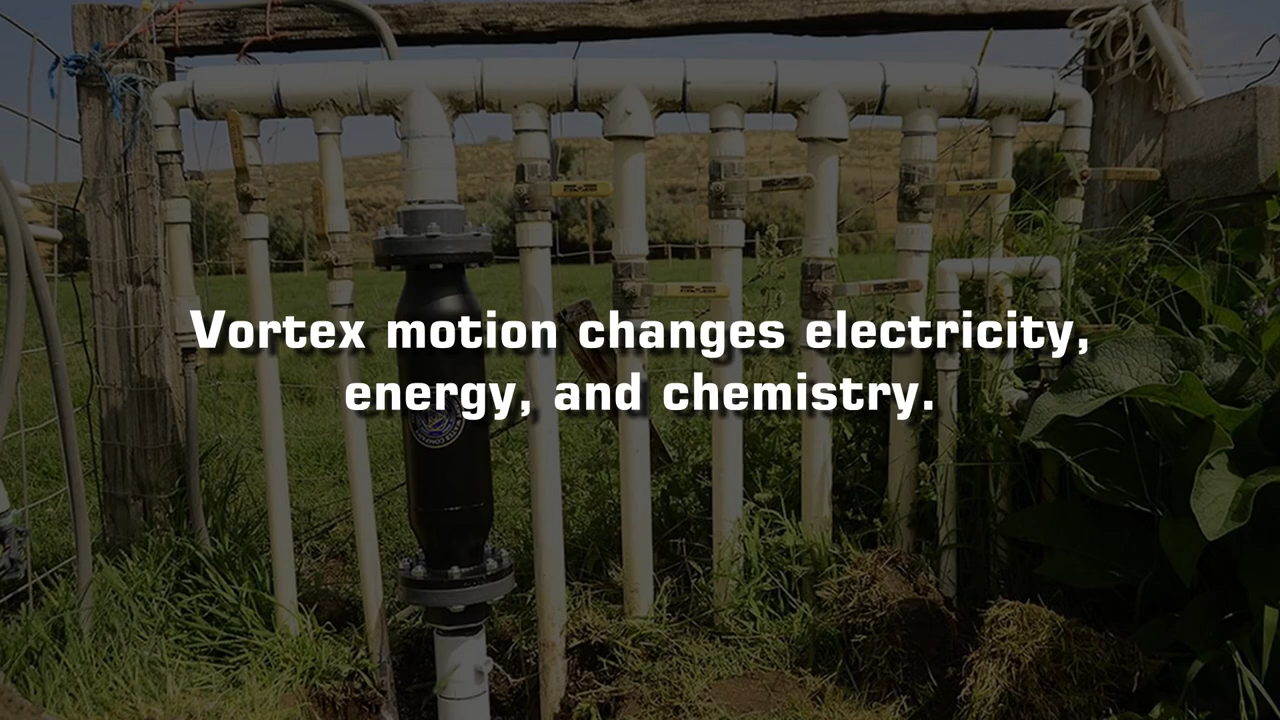 Vortex motion changes electricity,
energy, and chemistry.